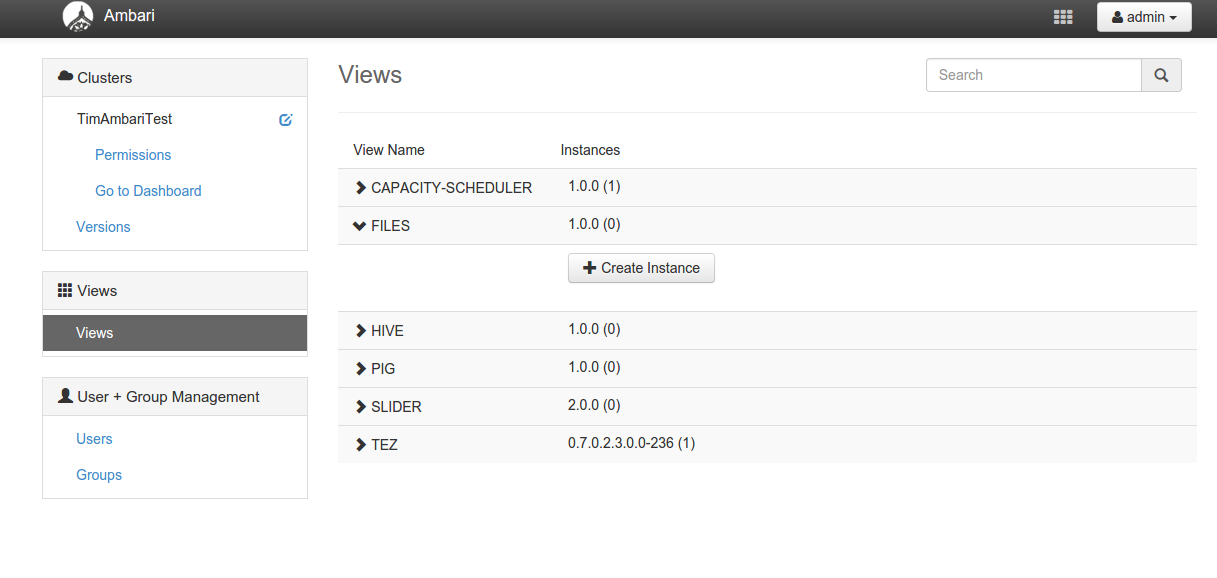 Ambari
admin
Clusters
TimAmbariTest
Permissions
Go to Dashboard
Versions
Views
Views
User + Group Management
Users
Groups
Views
Search
View Name Instances
CAPACITY-SCHEDULER 1.0.0 (1)
FILES 1.0.0 (0)
Create Instance
HIVE 1.0.0 (0)
PIG 1.0.0 (0)
SLIDER 2.0.0 (0)
TEZ 0.7.0.2.3.0.0-236 (1)